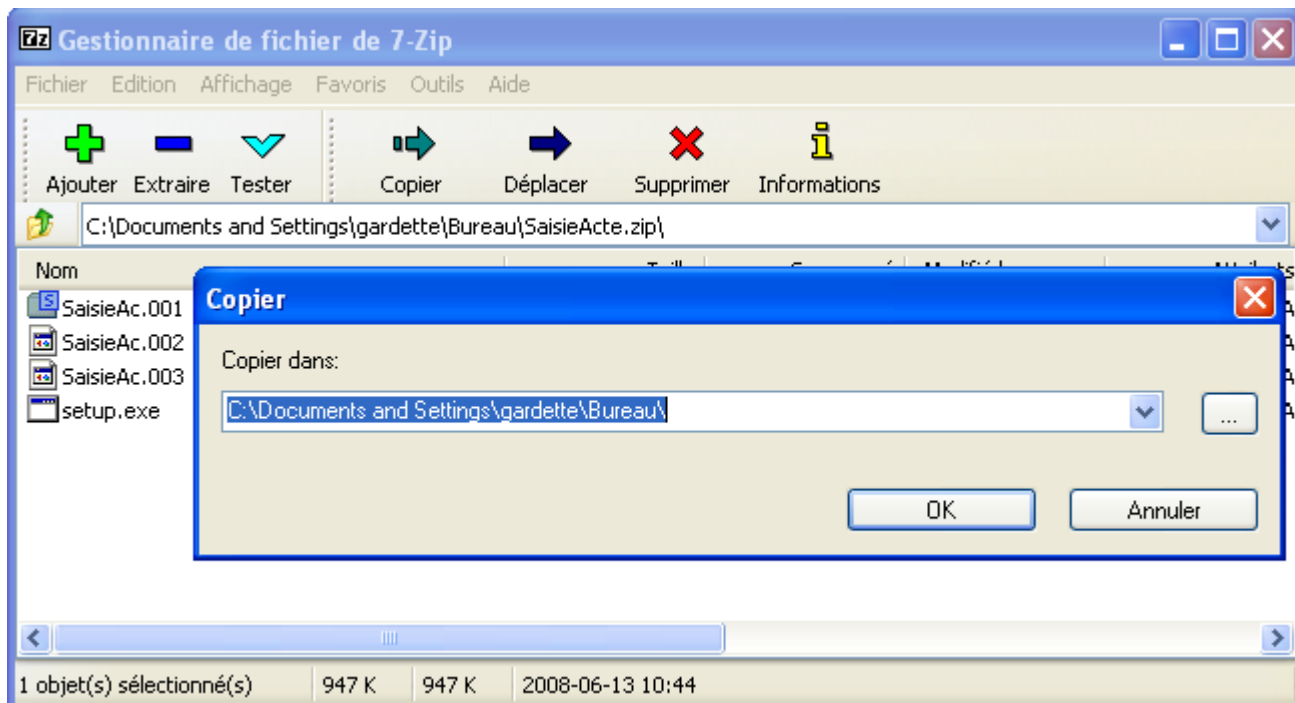 Gestionnaire de fichier de 7-Zip
Fichier Edition Affichage Favoris Outils Aide
Ajouter Extraire Tester Copier Déplacer Supprimer Informations
C:\Documents and Settings\gardette\Bureau\SaisieActe.zip\
Nom
SaisieAc.001
SaisieAc.002
SaisieAc.003
setup.exe
Copier
Copier dans:
C:\Documents and Settings\gardette\Bureau\
...
OK Annuler
1 objet(s) sélectionné(s) 947 K 947 K 2008-06-13 10:44